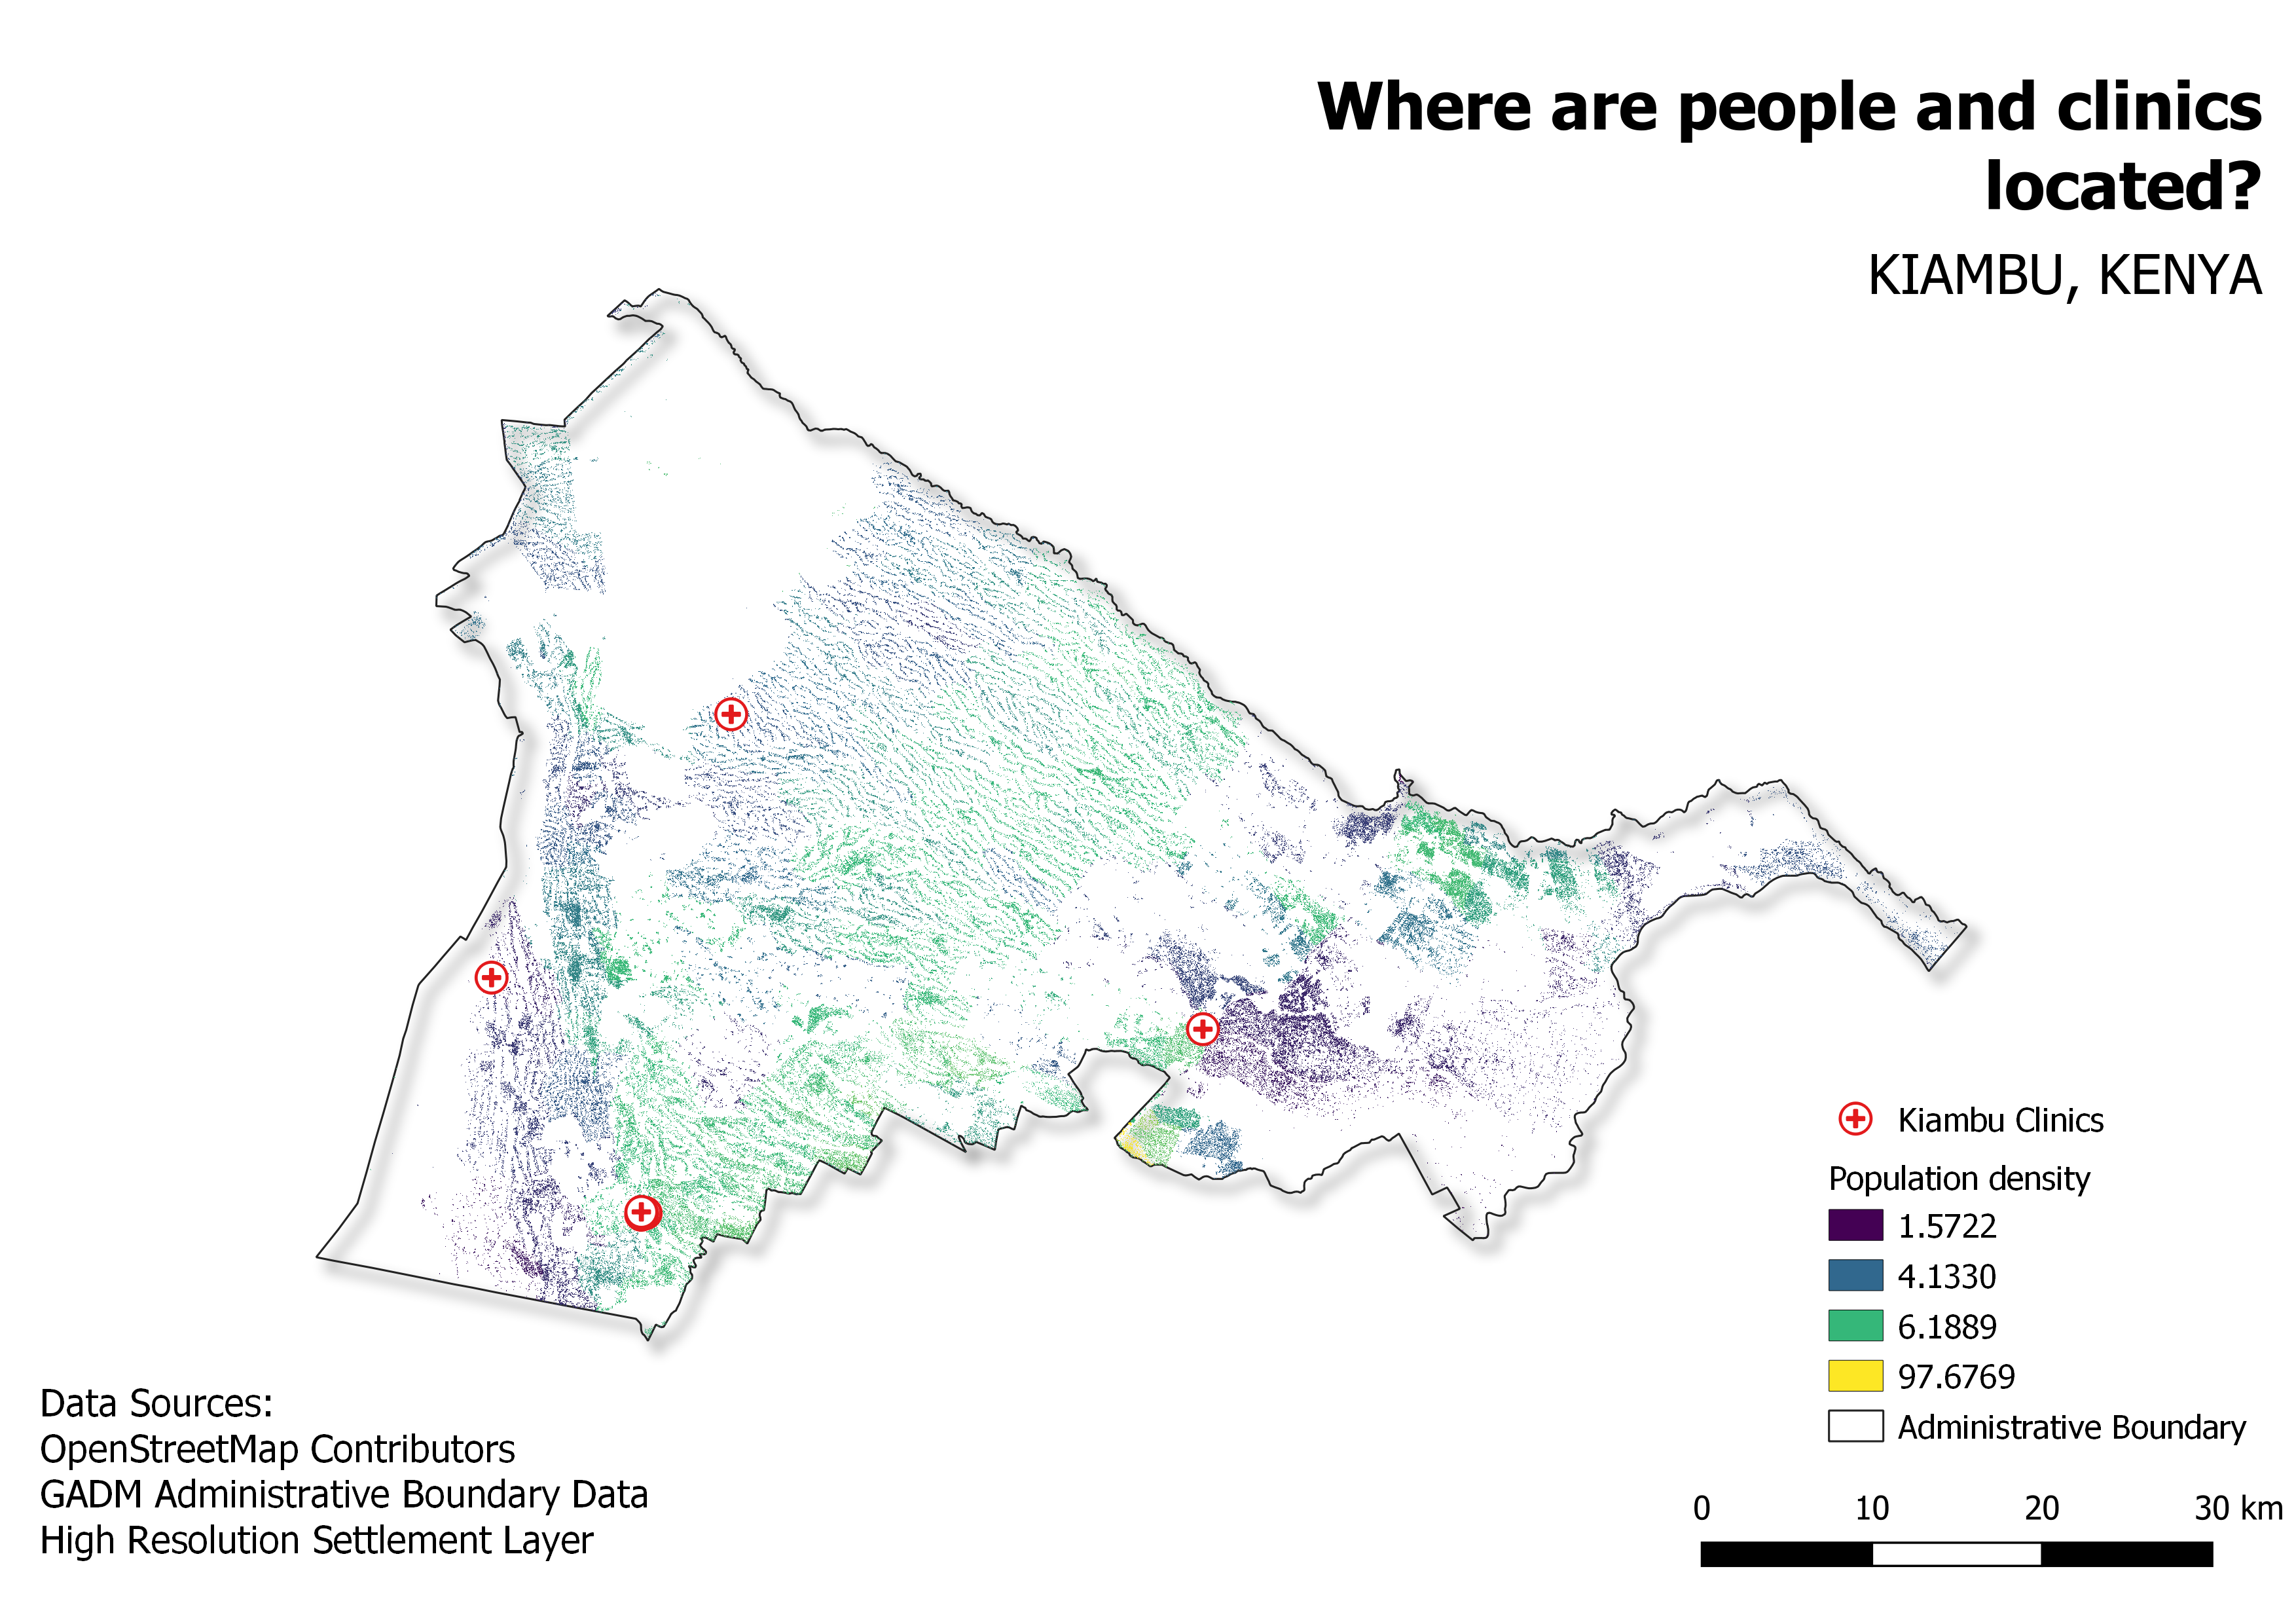 Where are people and clinics
located?
KIAMBU, KENYA
Kiambu Clinics
Population density
1.5722
4.1330
6.1889
97.6769
Administrative Boundary
0 10 20 30 km
Data Sources:
OpenStreetMap Contributors
GADM Administrative Boundary Data
High Resolution Settlement Layer